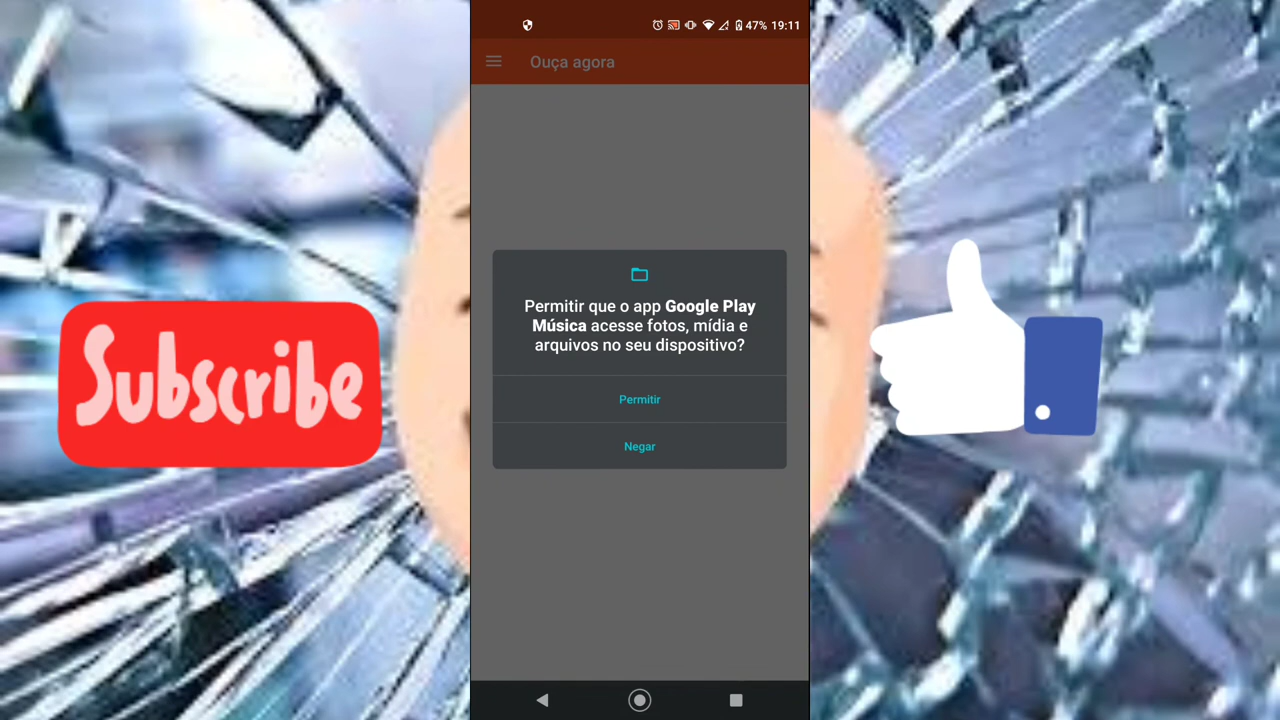 47% 19:11
Ouça agora
Permitir que o app Google Play
Música acesse fotos, mídia e
arquivos no seu dispositivo?
Subscribe
Permitir
Negar